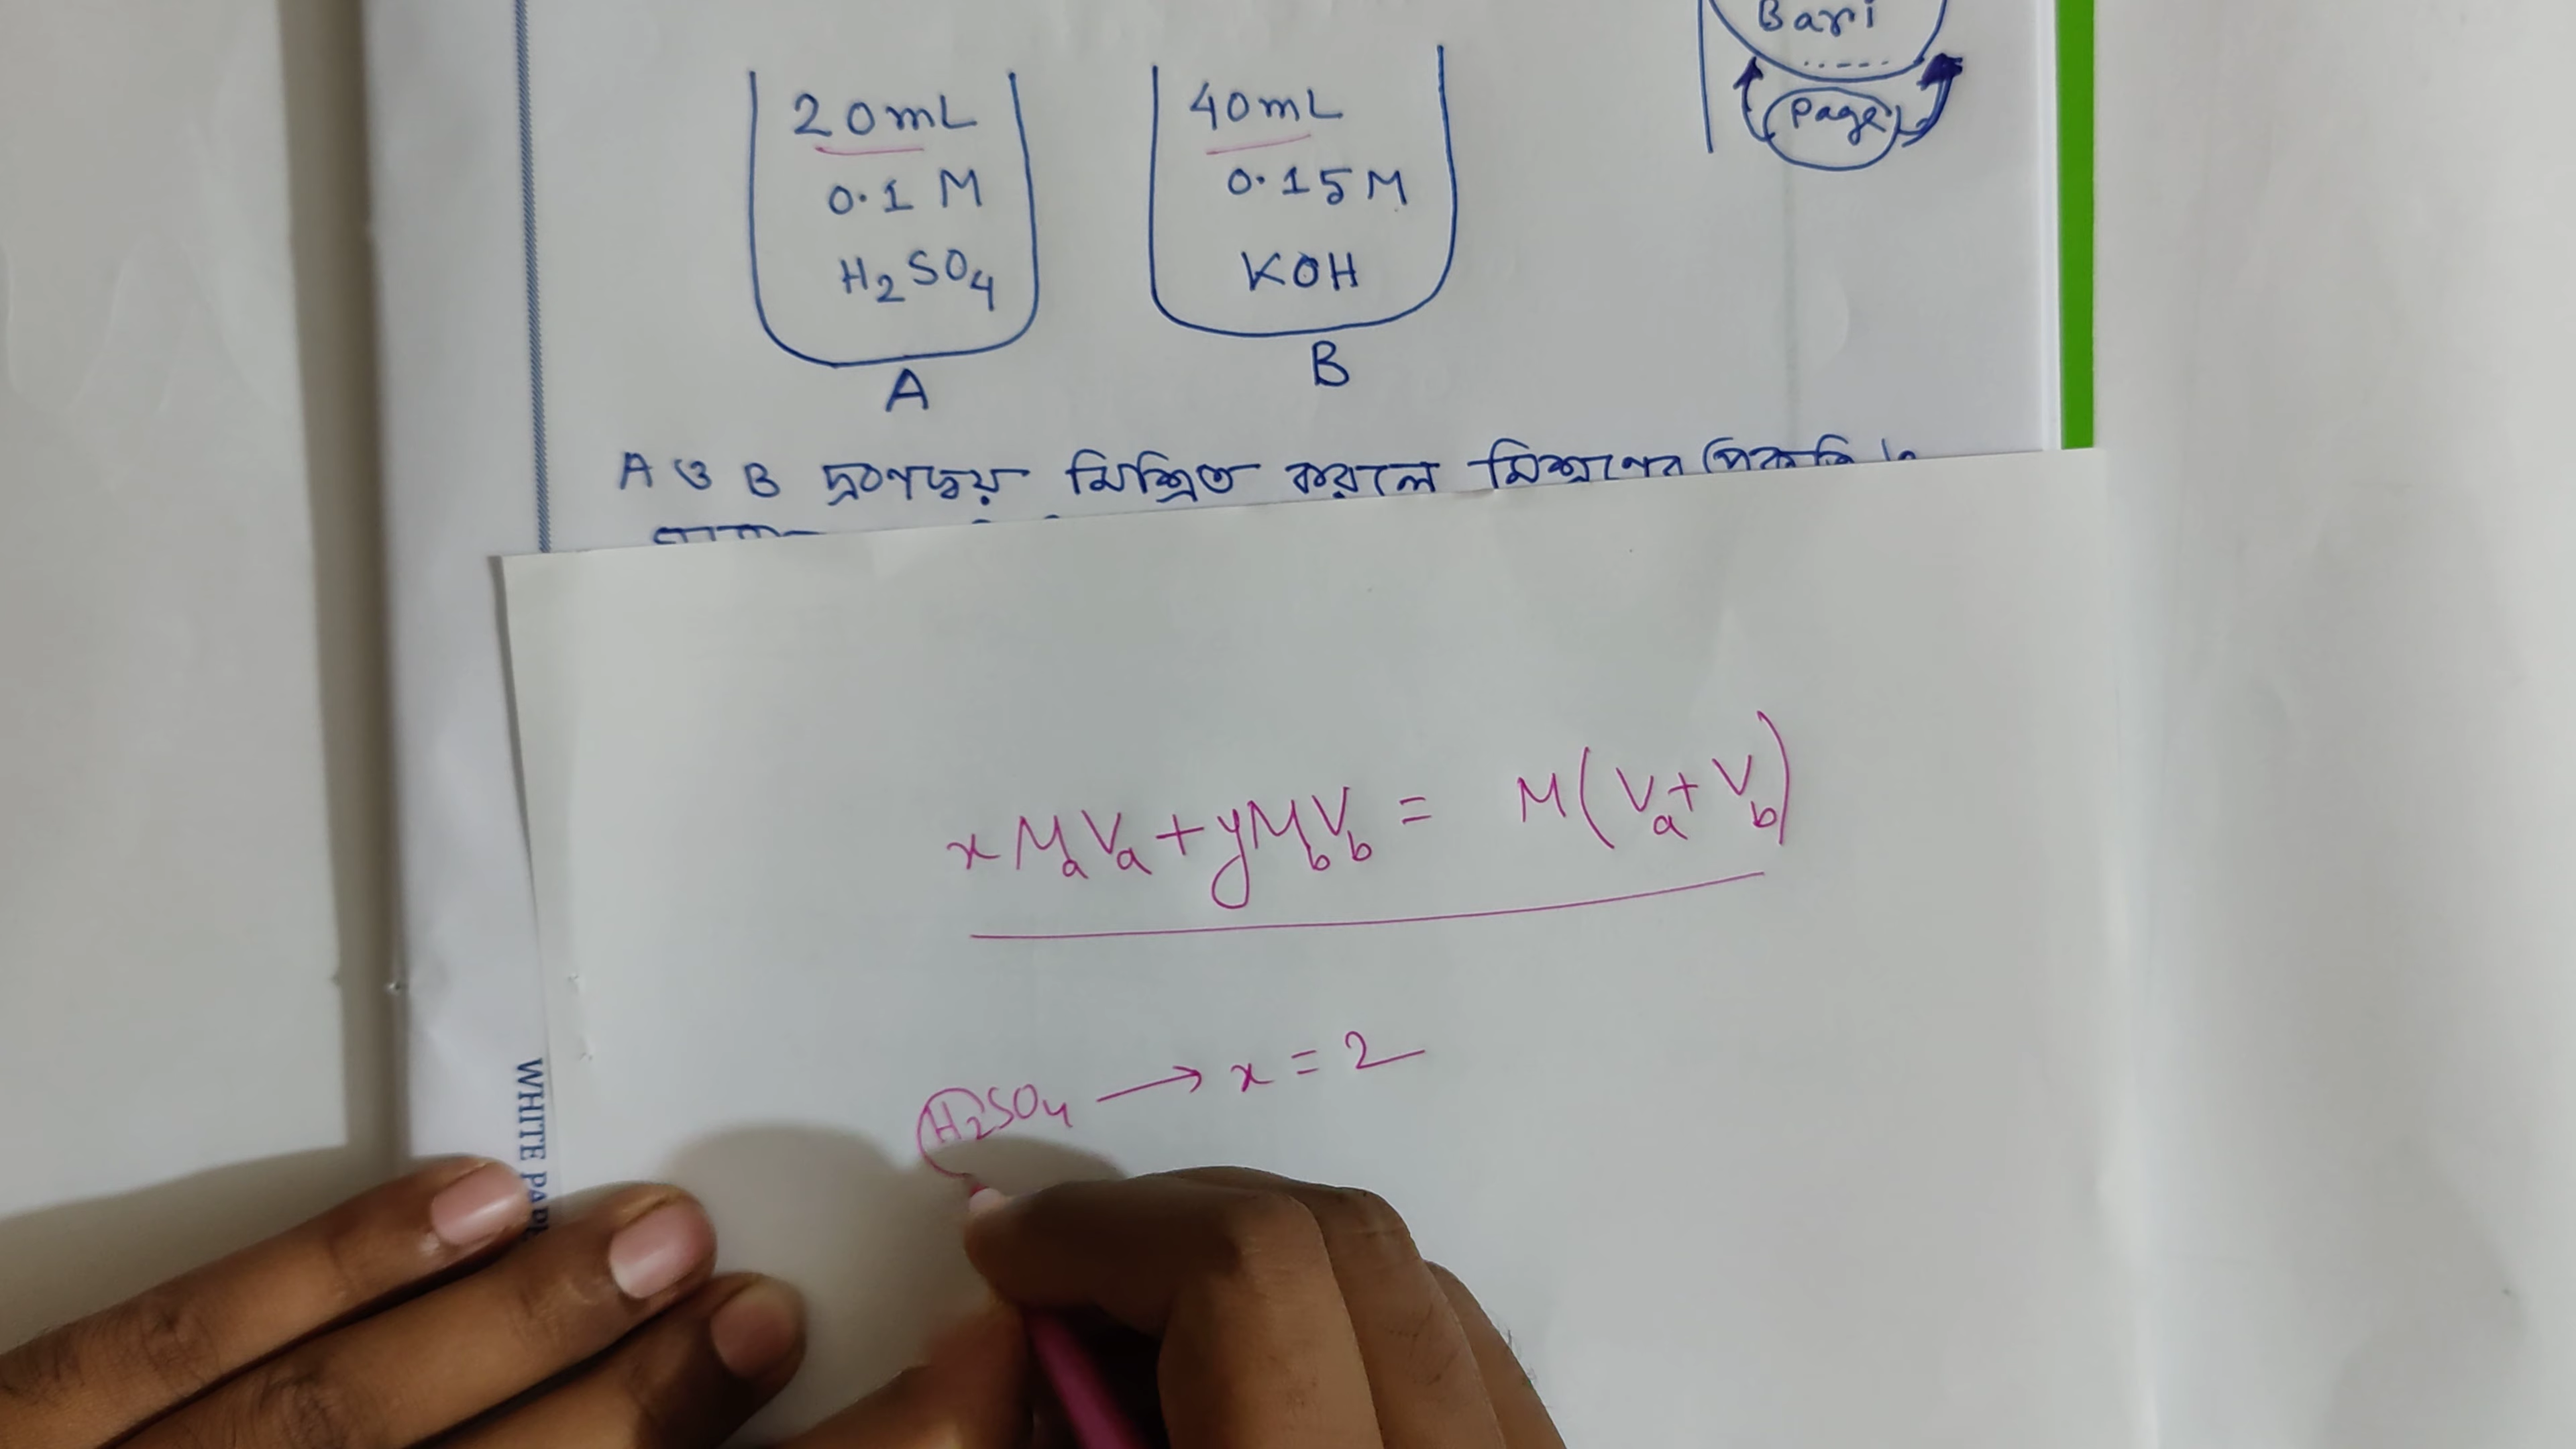 Bari
Page
20mL
0.1 M
H2SO4
A
40mL
0.15M
KOH
B
A ও B দ্রবণদ্বয় মিশ্রিত করলে মিশ্রণের
xMaVa + yMbVb = M(Va + Vb)
H2SO4 → x = 2
WHITE PAPE